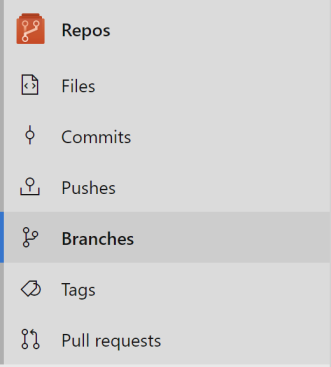 Repos
Files
Commits
Pushes
Branches
Tags
Pull requests